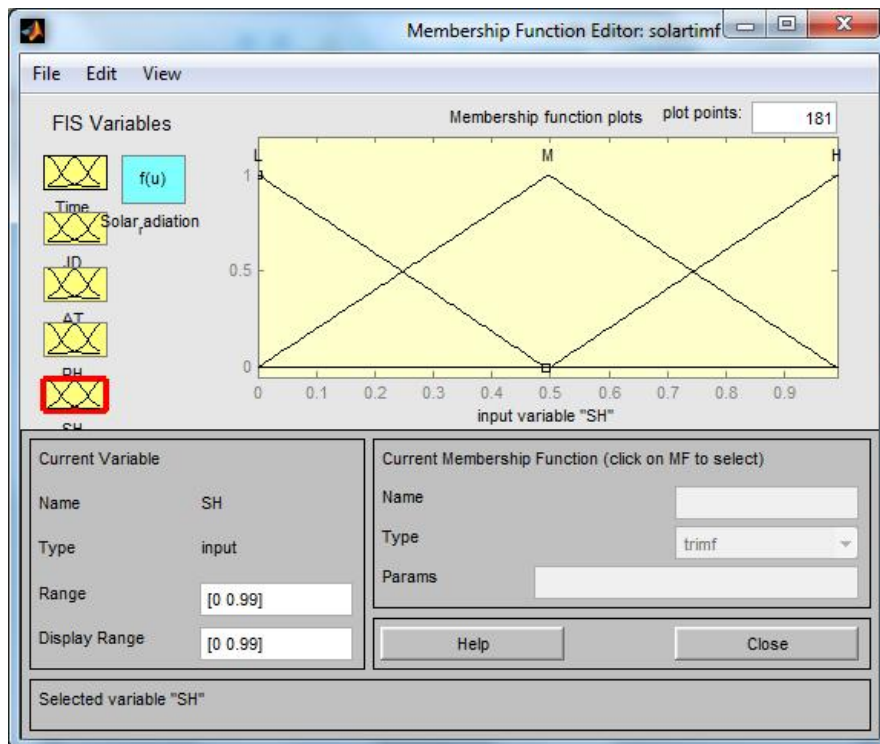 Membership Function Editor: solartimf
File Edit View
FIS Variables
Membership function plots plot points: 181
f(u)
Time
Solar_radiation
JD
AT
RH
SH
L M H
1
0.5
0
0 0.1 0.2 0.3 0.4 0.5 0.6 0.7 0.8 0.9
input variable "SH"
Current Variable
Name SH
Type input
Range [0 0.99]
Display Range [0 0.99]
Current Membership Function (click on MF to select)
Name
Type trimf
Params
Help Close
Selected variable "SH"